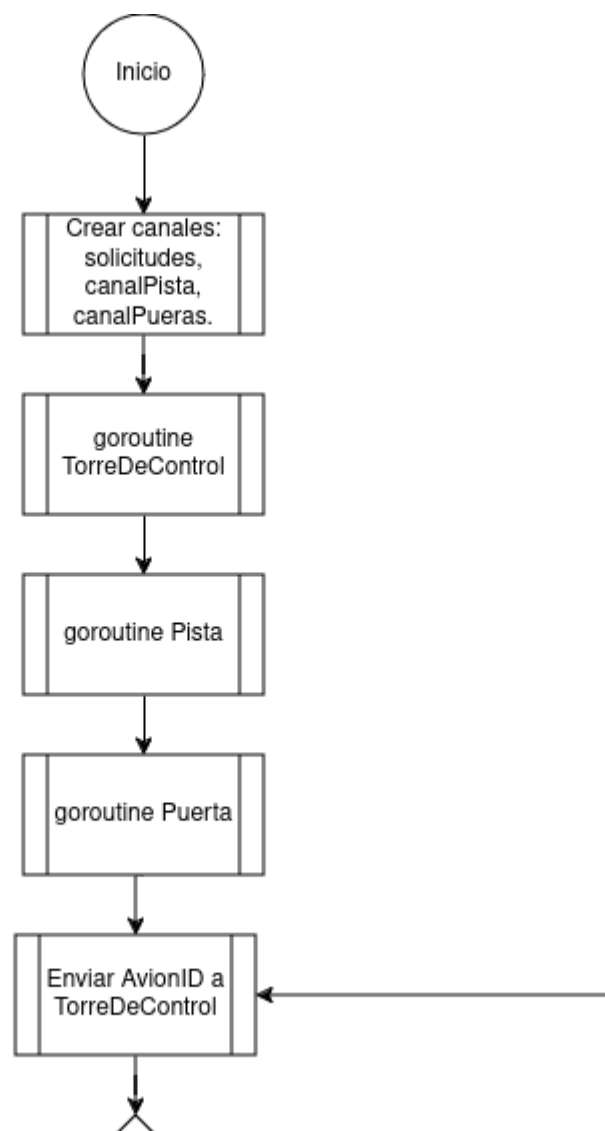 Inicio
Crear canales:
solicitudes,
canalPista,
canalPueras.
goroutine
TorreDeControl
goroutine Pista
goroutine Puerta
Enviar AvionID a
TorreDeControl